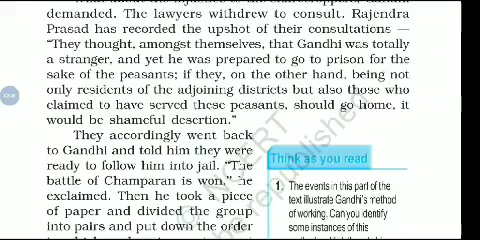 demanded. The lawyers withdrew to consult. Rajendra
Prasad has recorded the upshot of their consultations —
"They thought, amongst themselves, that Gandhi was totally
a stranger, and yet he was prepared to go to prison for
the sake of the peasants; if they, on the other hand, being
not only residents of the adjoining districts but also those
who claimed to have served these peasants, should go home, it
would be shameful desertion."
They accordingly went back
to Gandhi and told him they were
ready to follow him into jail. "The
battle of Champaran is won," he
exclaimed. Then he took a piece
of paper and divided the group
into pairs and put down the order
Think as you read
1. The events in this part of the
text illustrate Gandhi's method
of working. Can you identify
some instances of this